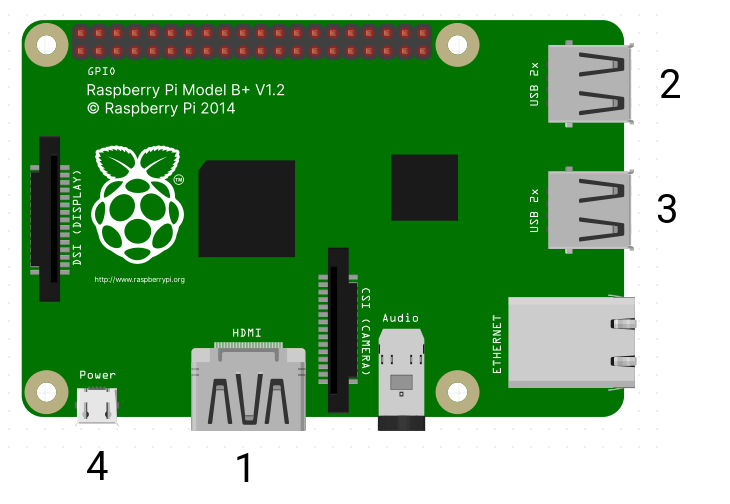 GPIO
Raspberry Pi Model B+ V1.2
© Raspberry Pi 2014
USB 2x
2
DSI (DISPLAY)
TM
USB 2x
3
http://www.raspberrypi.org
HDMI
CSI (CAMERA)
Audio
ETHERNET
Power
4
1